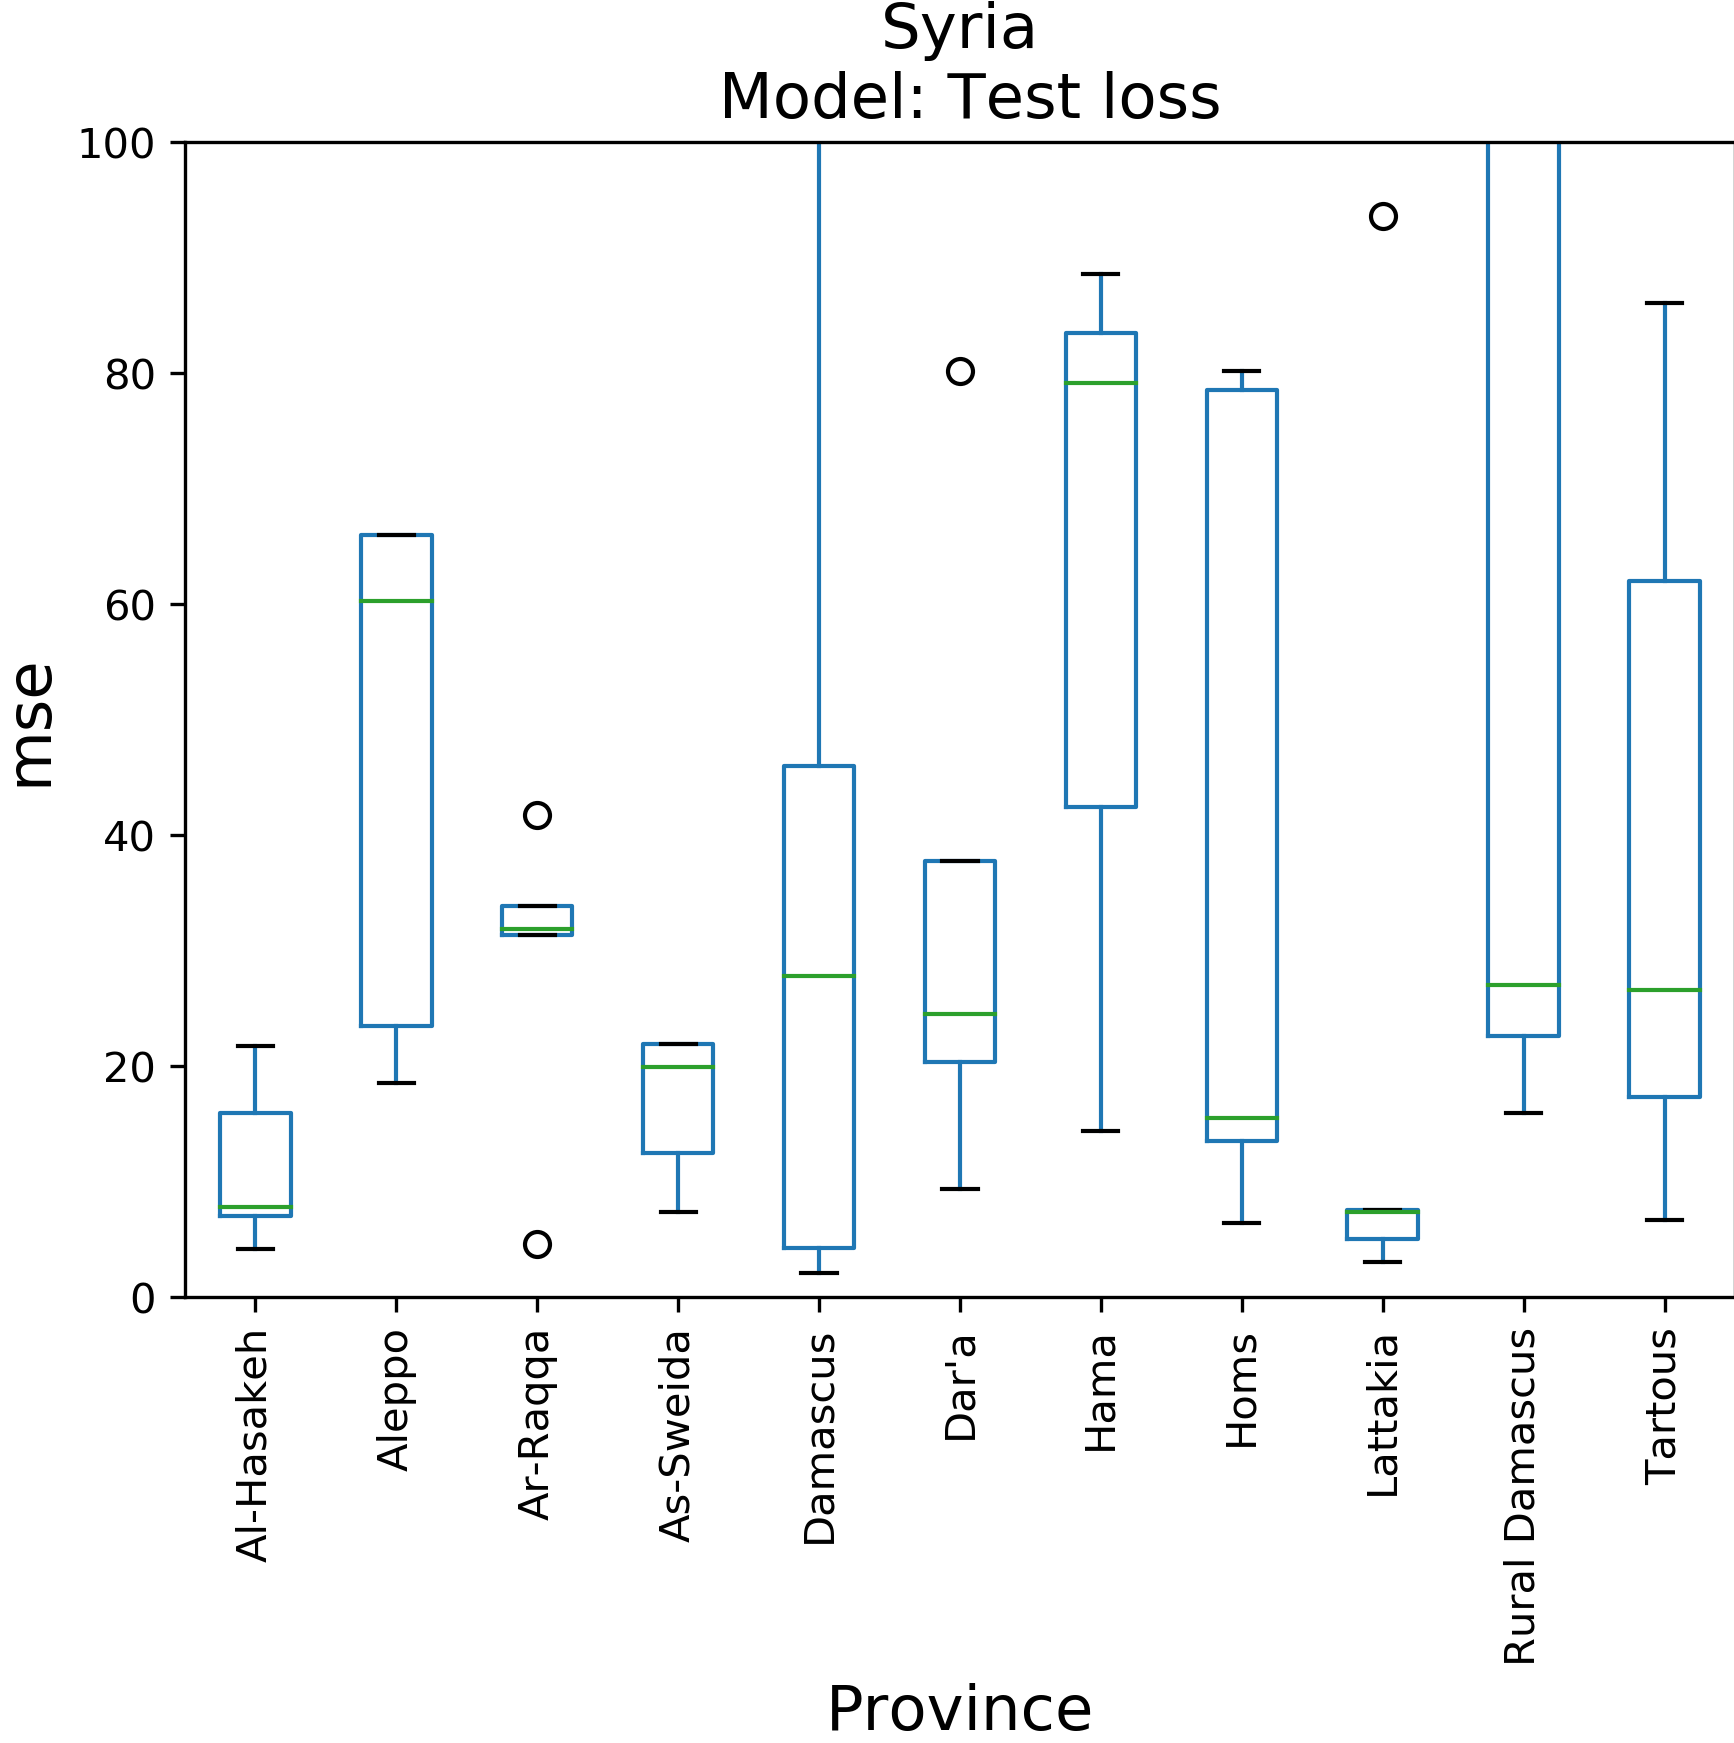 Syria
Model: Test loss
100
80
60
40
20
0
mse
Al-Hasakeh
Aleppo
Ar-Raqqa
As-Sweida
Damascus
Dar'a
Hama
Homs
Lattakia
Rural Damascus
Tartous
Province